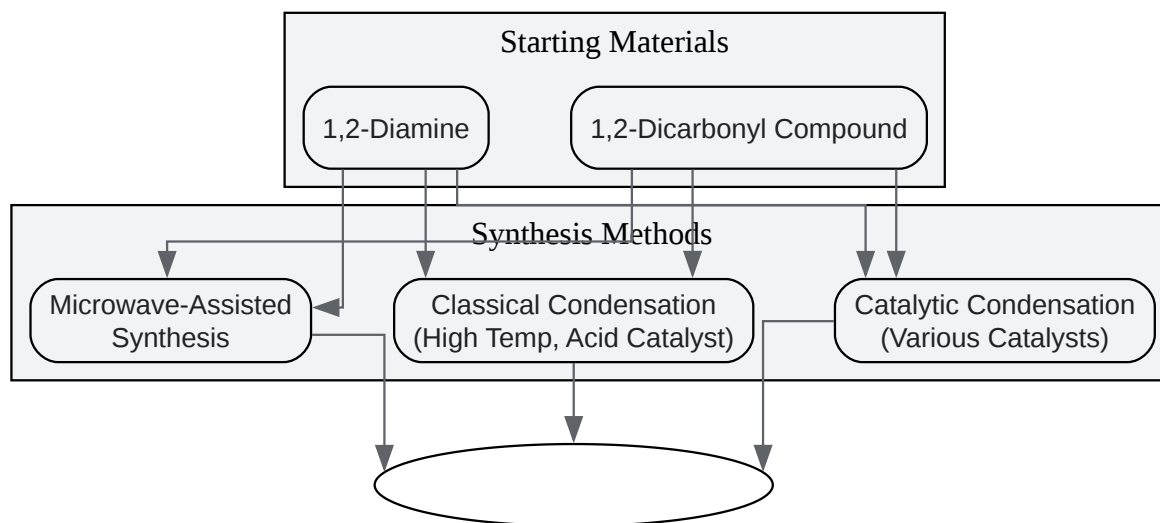 Starting Materials
1,2-Diamine
1,2-Dicarbonyl Compound
Synthesis Methods
Microwave-Assisted
Synthesis
Classical Condensation
(High Temp, Acid Catalyst)
Catalytic Condensation
(Various Catalysts)